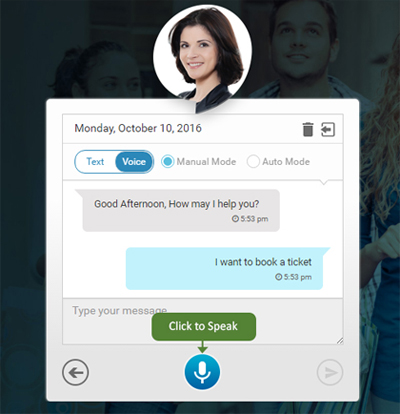 Monday, October 10, 2016
Text Voice Manual Mode Auto Mode
Good Afternoon, How may I help you?
5:53 pm
I want to book a ticket
5:53 pm
Type your message
Click to Speak